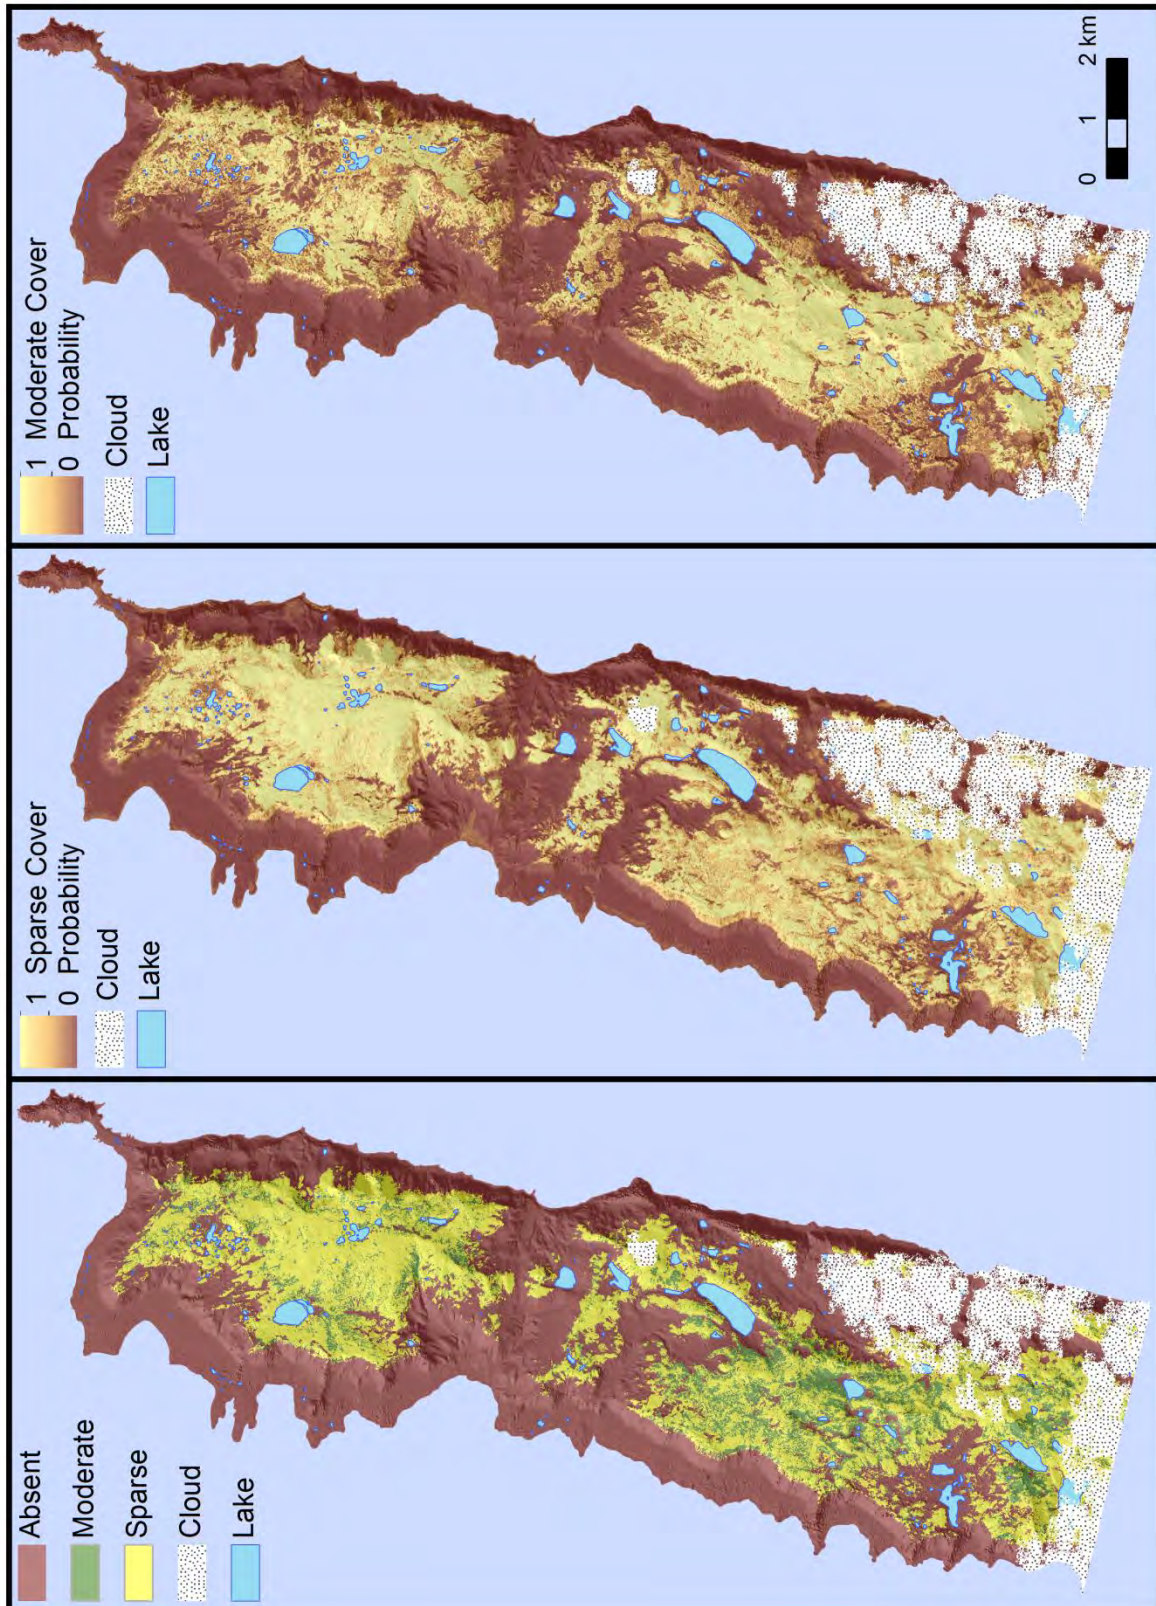 1 Moderate Cover
0 Probability
Cloud
Lake
2 km
1
0
1 Sparse Cover
0 Probability
Cloud
Lake
Absent
Moderate
Sparse
Cloud
Lake